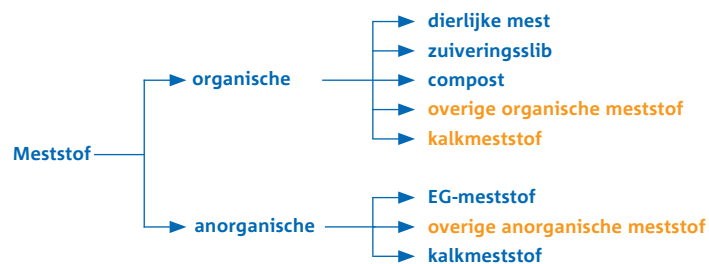 Meststof
organische
dierlijke mest
zuiveringsslib
compost
overige organische meststof
kalkmeststof
anorganische
EG-meststof
overige anorganische meststof
kalkmeststof